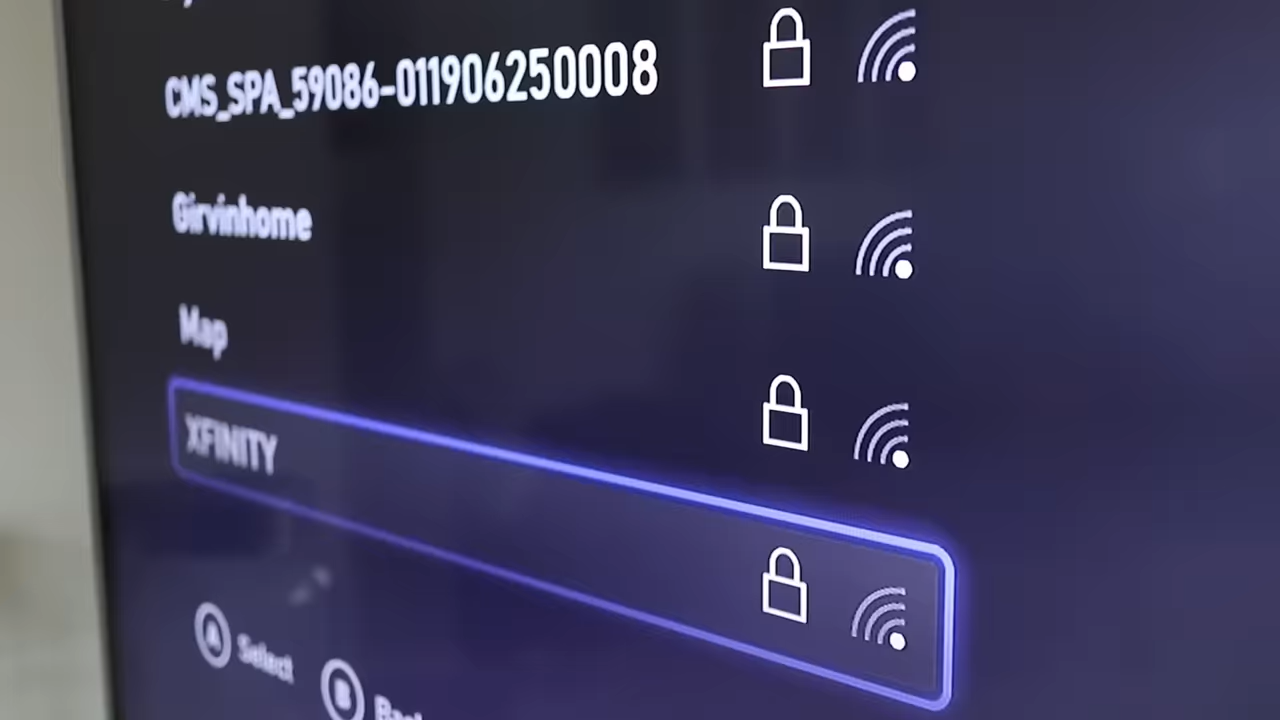 CMS_SPA_59086-011906250008
Girvinhome
Map
XFINITY
A Select
B